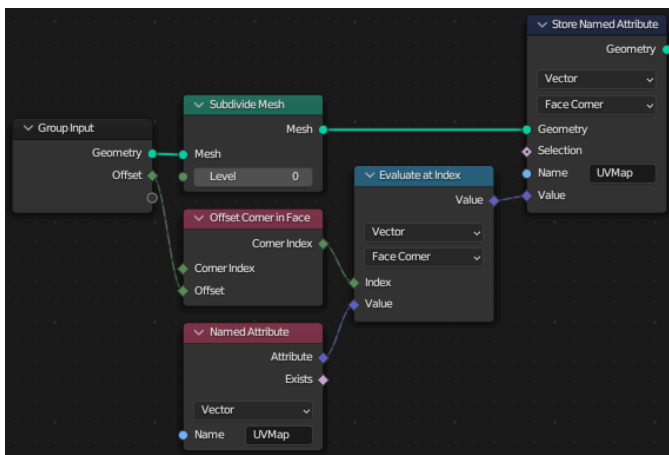 Store Named Attribute
Geometry
Vector
Face Corner
Geometry
Selection
Name UVMap
Value
Subdivide Mesh
Mesh
Mesh
Level 0
Group Input
Geometry
Offset
Evaluate at Index
Value
Vector
Face Corner
Index
Value
Offset Corner in Face
Corner Index
Corner Index
Offset
Named Attribute
Attribute
Exists
Vector
Name UVMap